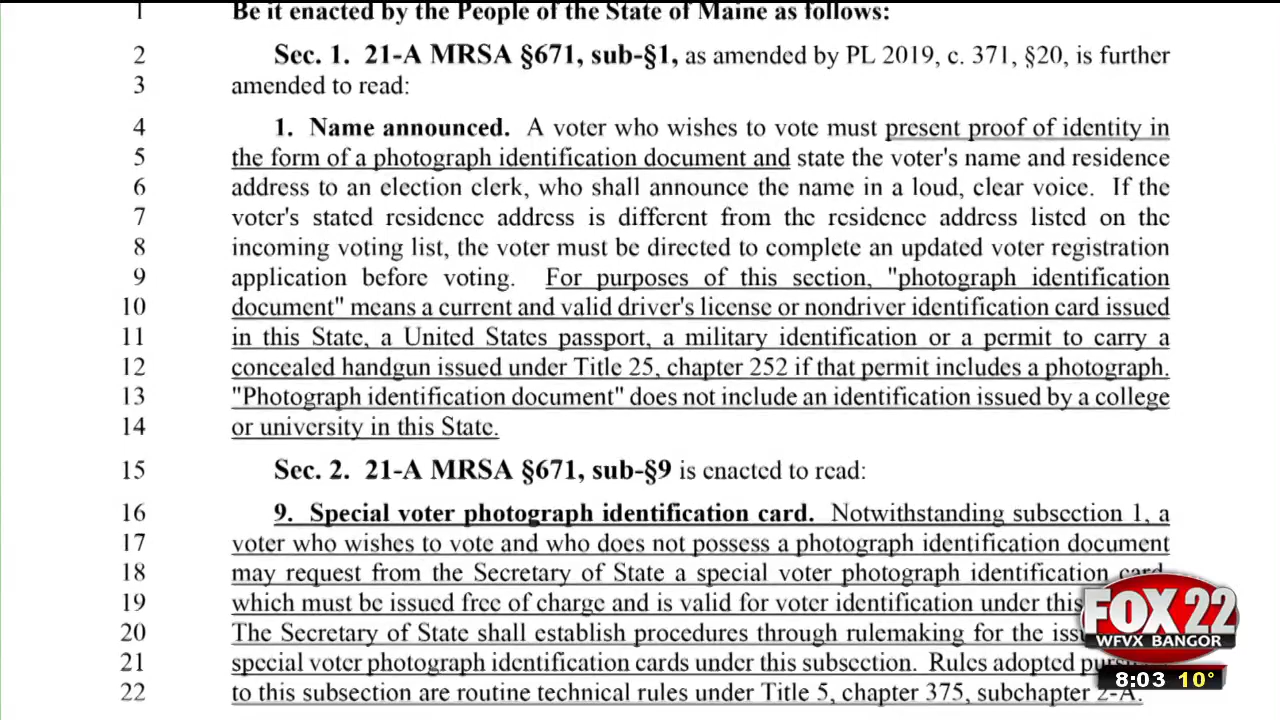 1 Be it enacted by the People of the State of Maine as follows:
2 Sec. 1. 21-A MRSA §671, sub-§1, as amended by PL 2019, c. 371, §20, is further
3 amended to read:
4 1. Name announced. A voter who wishes to vote must present proof of identity in
5 the form of a photograph identification document and state the voter's name and residence
6 address to an election clerk, who shall announce the name in a loud, clear voice. If the
7 voter's stated residence address is different from the residence address listed on the
8 incoming voting list, the voter must be directed to complete an updated voter registration
9 application before voting. For purposes of this section, "photograph identification
10 document" means a current and valid driver's license or nondriver identification card issued
11 in this State, a United States passport, a military identification or a permit to carry a
12 concealed handgun issued under Title 25, chapter 252 if that permit includes a photograph.
13 "Photograph identification document" does not include an identification issued by a college
14 or university in this State.
15 Sec. 2. 21-A MRSA §671, sub-§9 is enacted to read:
16 9. Special voter photograph identification card. Notwithstanding subsection 1, a
17 voter who wishes to vote and who does not possess a photograph identification document
18 may request from the Secretary of State a special voter photograph identification card
19 which must be issued free of charge and is valid for voter identification under this
20 The Secretary of State shall establish procedures through rulemaking for the
21 special voter photograph identification cards under this subsection. Rules adopted
22 to this subsection are routine technical rules under Title 5, chapter 375, subchapter 2-A.
FOX 22
WFVX BANGOR
8:03 10°